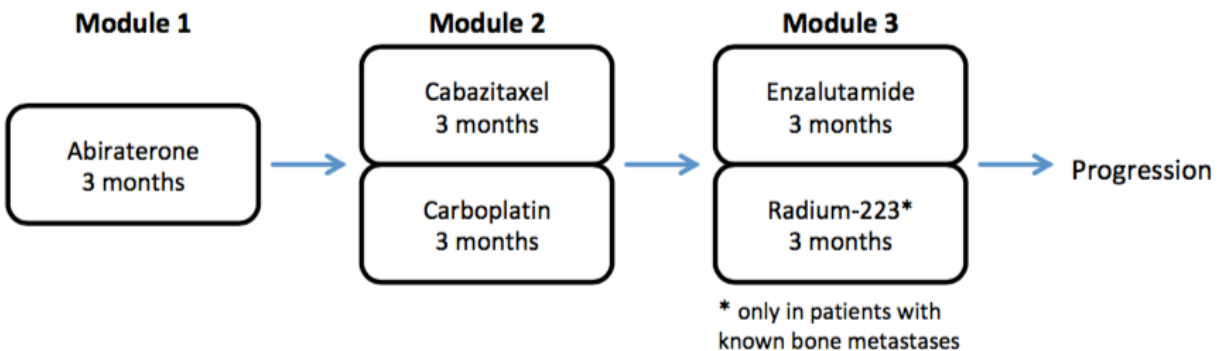 Module 1
Abiraterone
3 months
Module 2
Cabazitaxel
3 months
Carboplatin
3 months
Module 3
Enzalutamide
3 months
Radium-223*
3 months
* only in patients with
known bone metastases
Progression